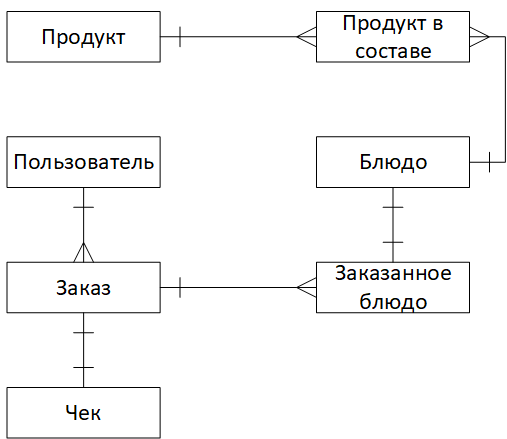 Продукт
Продукт в
составе
Пользователь
Блюдо
Заказ
Заказанное
блюдо
Чек